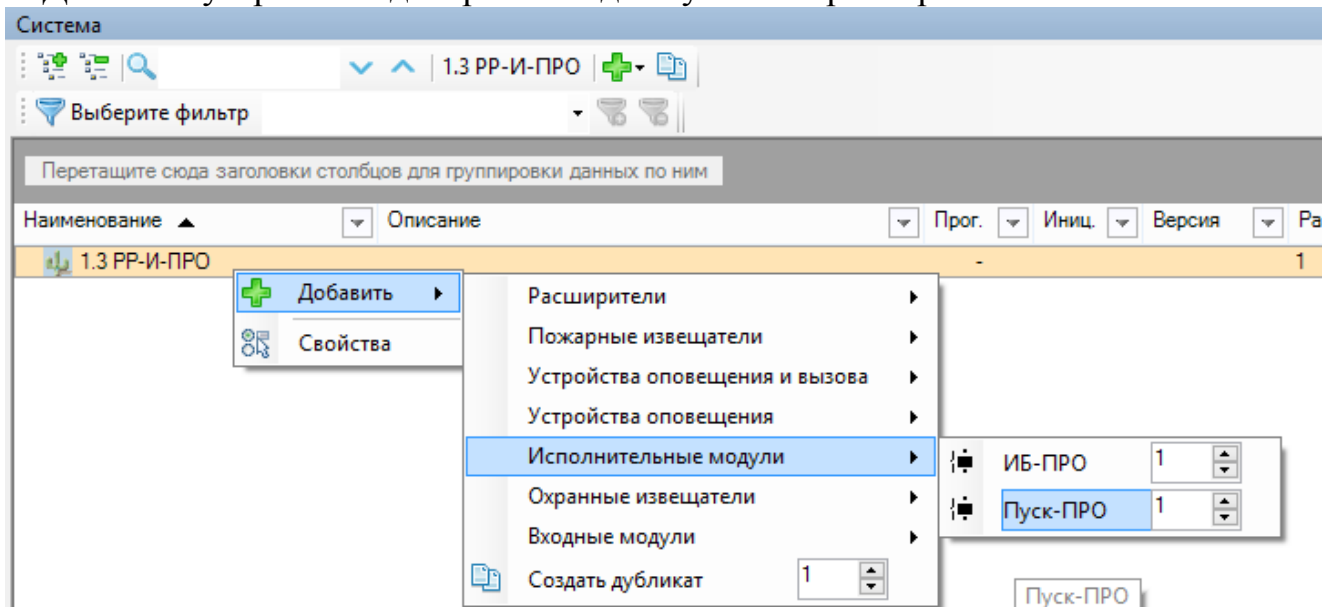 Система
1.3 РР-И-ПРО
Выберите фильтр
Перетащите сюда заголовки столбцов для группировки данных по ним
Наименование Описание Прог. Иниц. Версия Ра
1.3 РР-И-ПРО - 1
Добавить
Свойства
Расширители
Пожарные извещатели
Устройства оповещения и вызова
Устройства оповещения
Исполнительные модули
Охранные извещатели
Входные модули
Создать дубликат 1
ИБ-ПРО 1
Пуск-ПРО 1
Пуск-ПРО